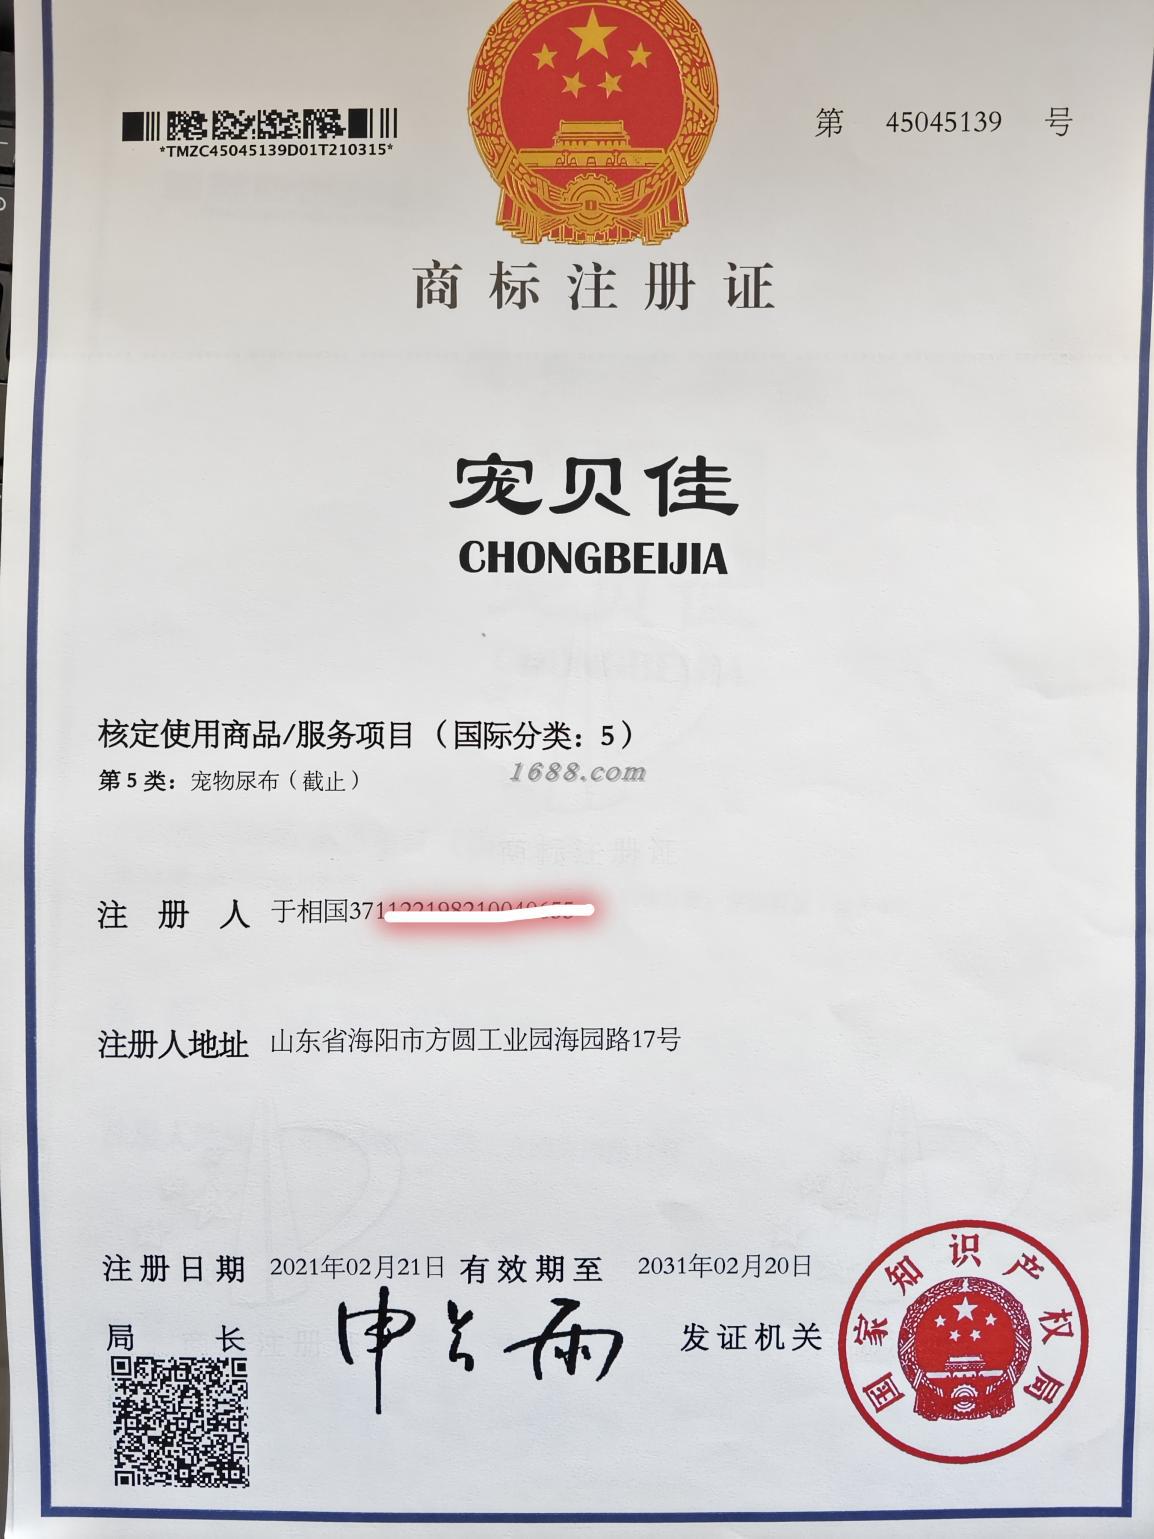 *TMZC45045139D01T210315*
第 45045139 号
商标注册证
宠贝佳
CHONGBEIJIA
核定使用商品/服务项目（国际分类：5）
第5类：宠物尿布（截止）
1688.com
注册人 于相国371
注册人地址 山东省海阳市方圆工业园海园路17号
注册日期 2021年02月21日 有效期至 2031年02月20日
局长 申长雨 发证机关
国家知识产权局